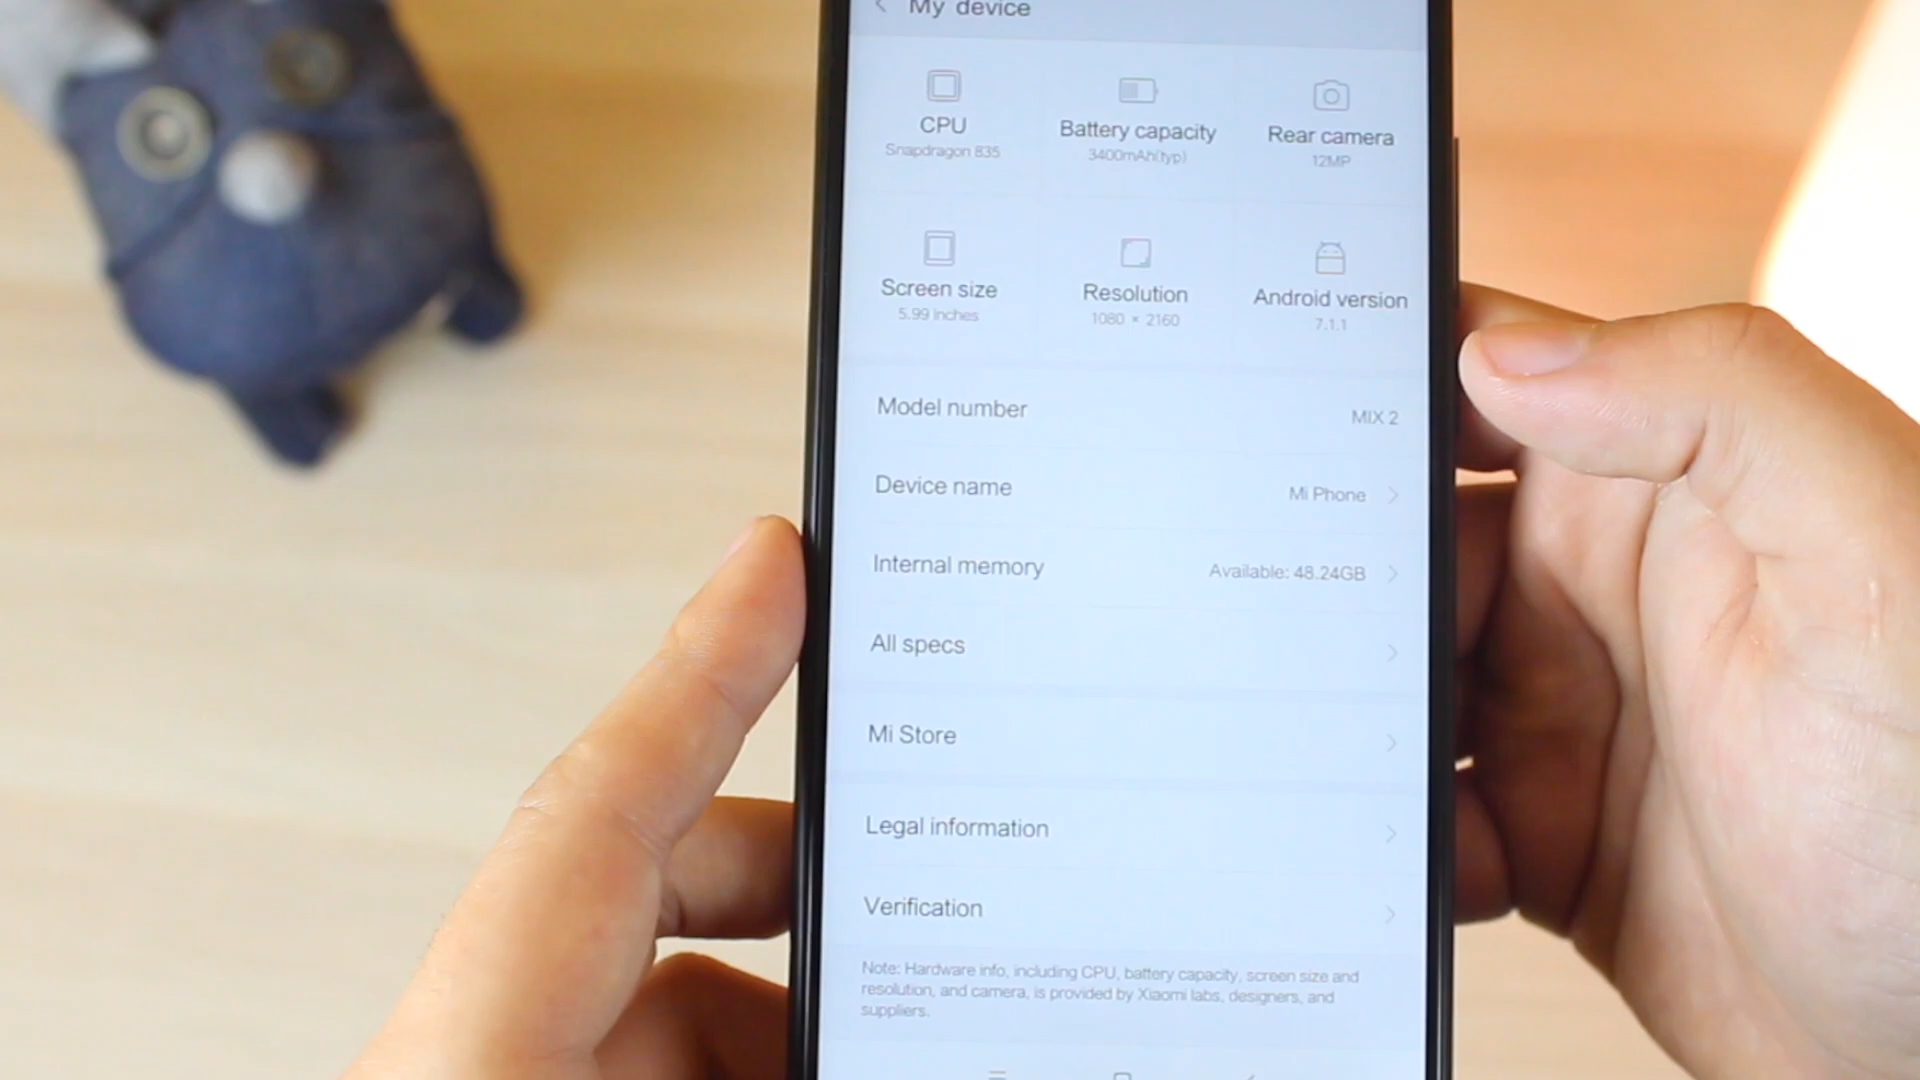 My device
CPU
Snapdragon 835
Battery capacity
3400mAh(typ)
Rear camera
12MP
Screen size
5.99 inches
Resolution
1080 × 2160
Android version
7.1.1
Model number
MIX 2
Device name
Mi Phone
Internal memory
Available: 48.24GB
All specs
Mi Store
Legal information
Verification
Note: Hardware info, including CPU, battery capacity, screen size and
resolution, and camera, is provided by Xiaomi labs, designers, and
suppliers.